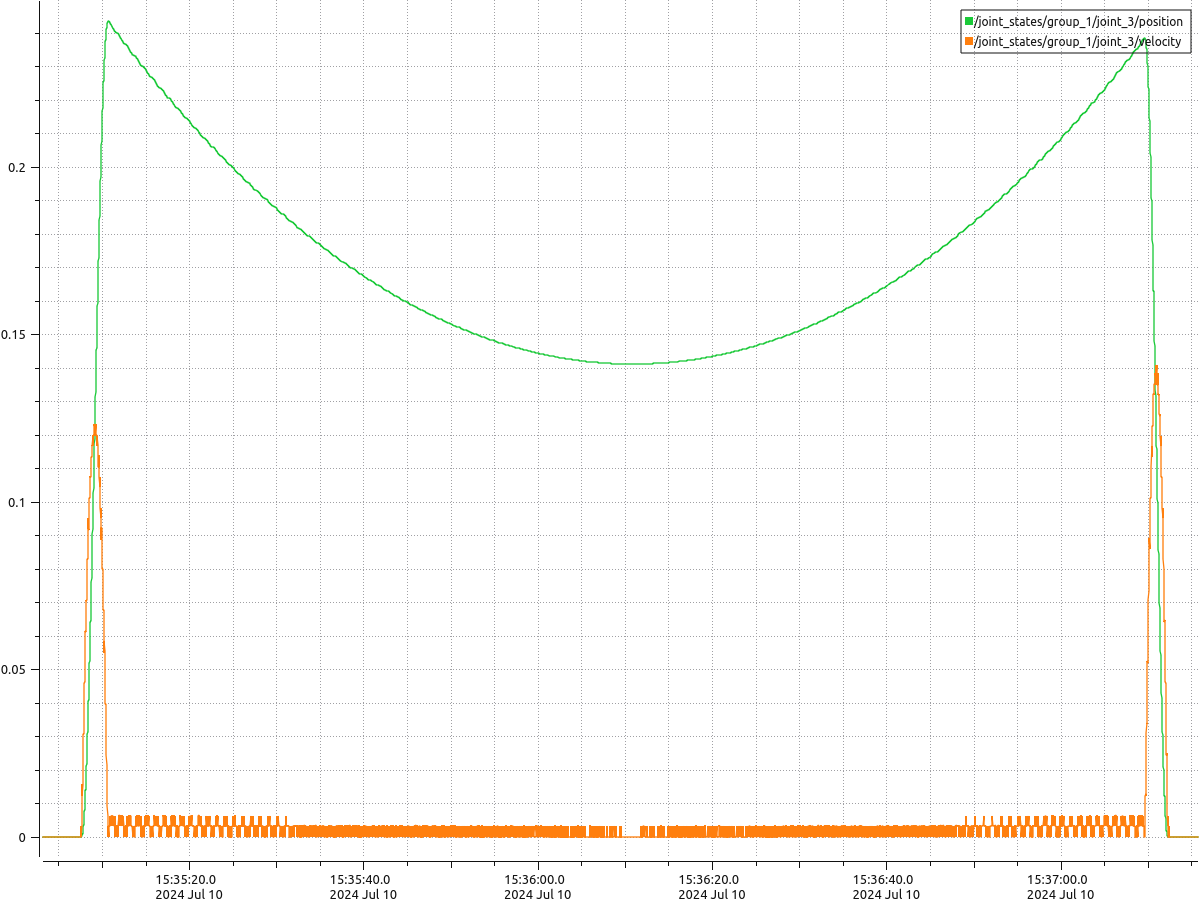 /joint_states/group_1/joint_3/position
/joint_states/group_1/joint_3/velocity
0.2
0.15
0.1
0.05
0
15:35:20.0
2024 Jul 10
15:35:40.0
2024 Jul 10
15:36:00.0
2024 Jul 10
15:36:20.0
2024 Jul 10
15:36:40.0
2024 Jul 10
15:37:00.0
2024 Jul 10